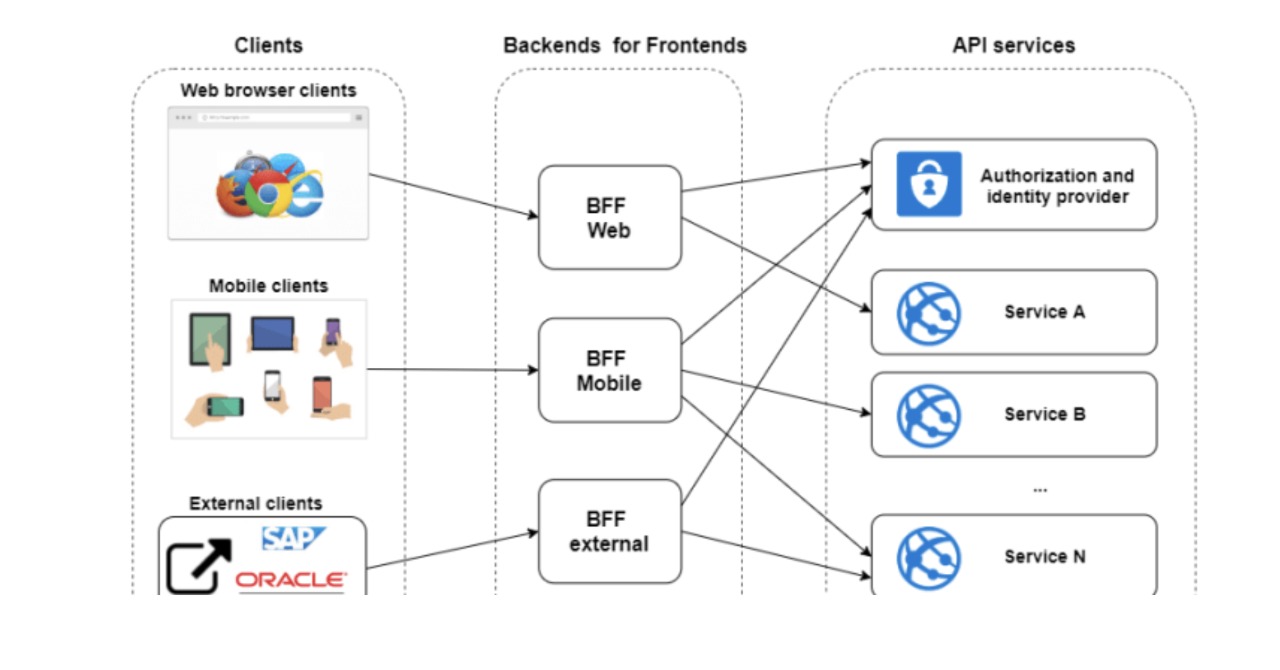 Clients
Backends for Frontends
API services
Web browser clients
BFF
Web
Authorization and
identity provider
Mobile clients
Service A
BFF
Mobile
Service B
...
External clients
SAP
ORACLE
BFF
external
Service N